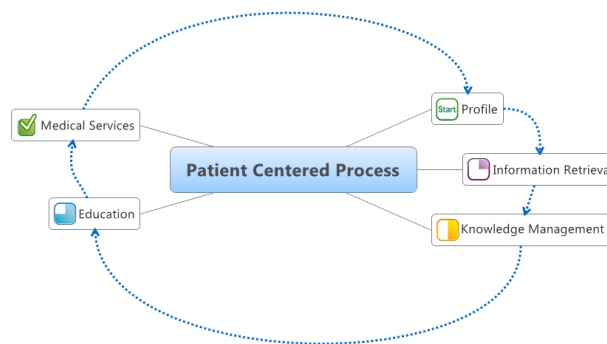 Start Profile
Medical Services
Patient Centered Process
Information Retrieva
Education
Knowledge Management